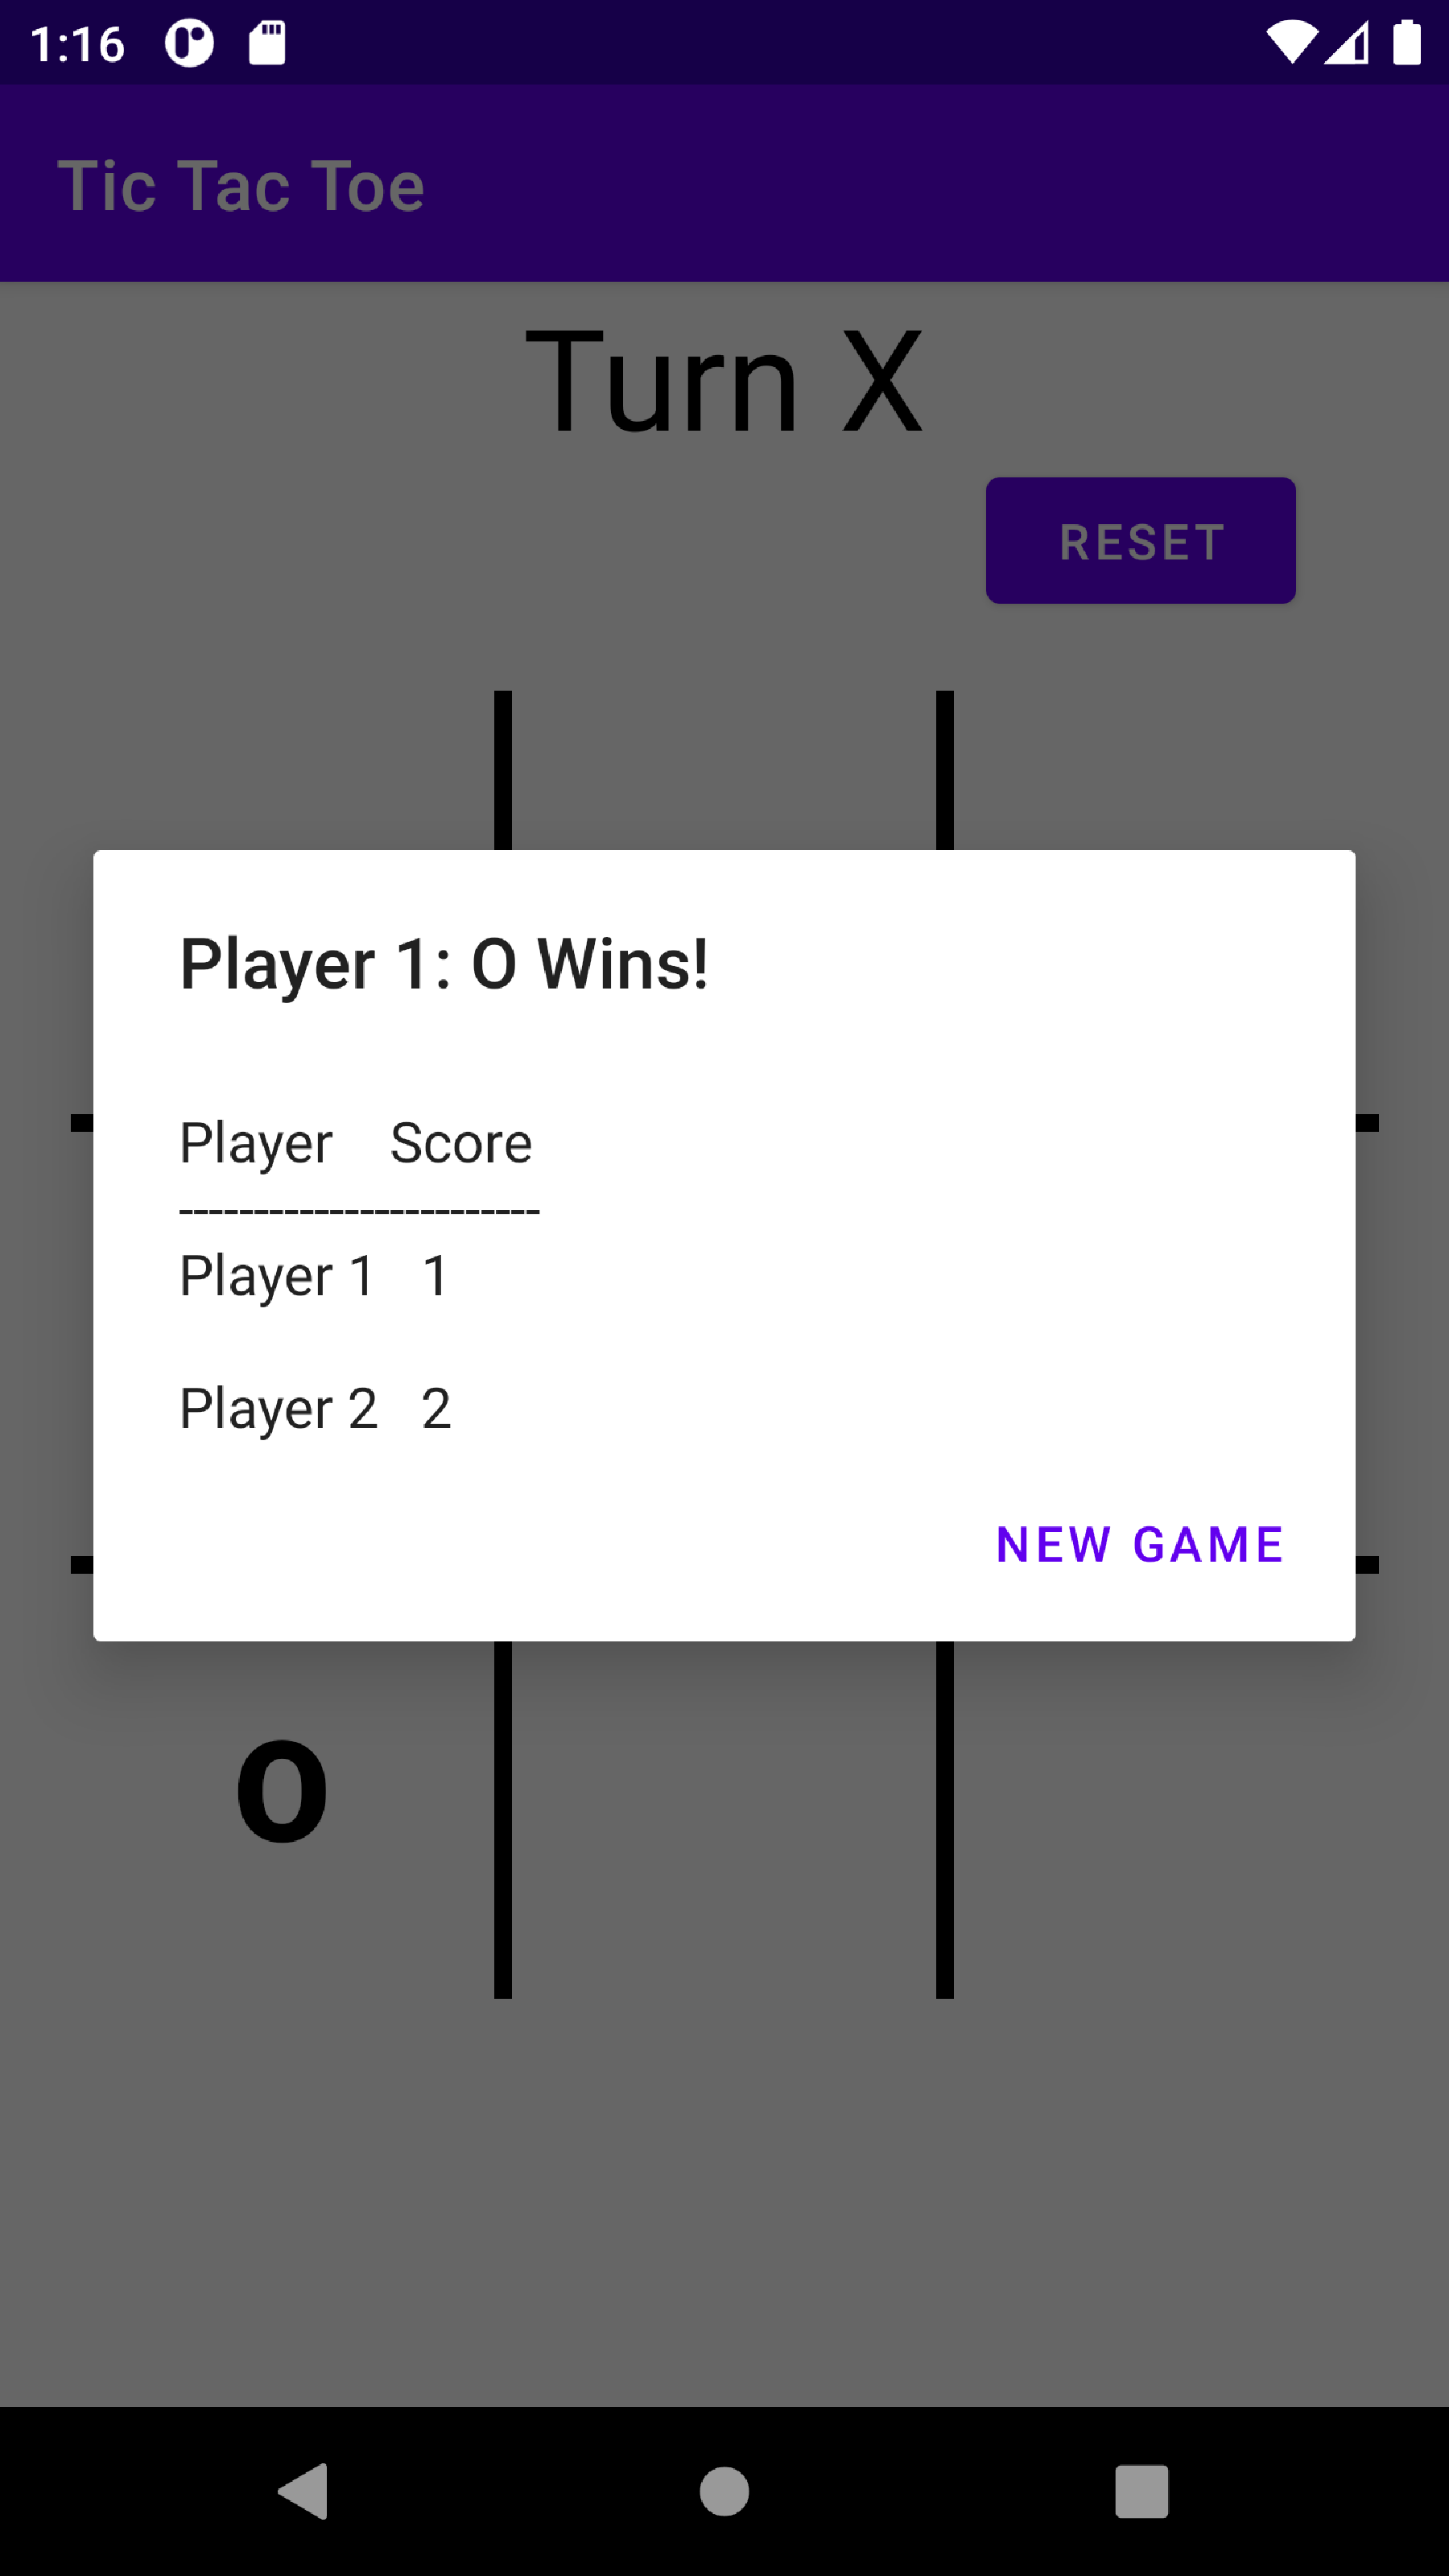 1:16
Tic Tac Toe
Turn X
RESET
Player 1: O Wins!
Player Score
------------------------
Player 1 1
Player 2 2
NEW GAME
O